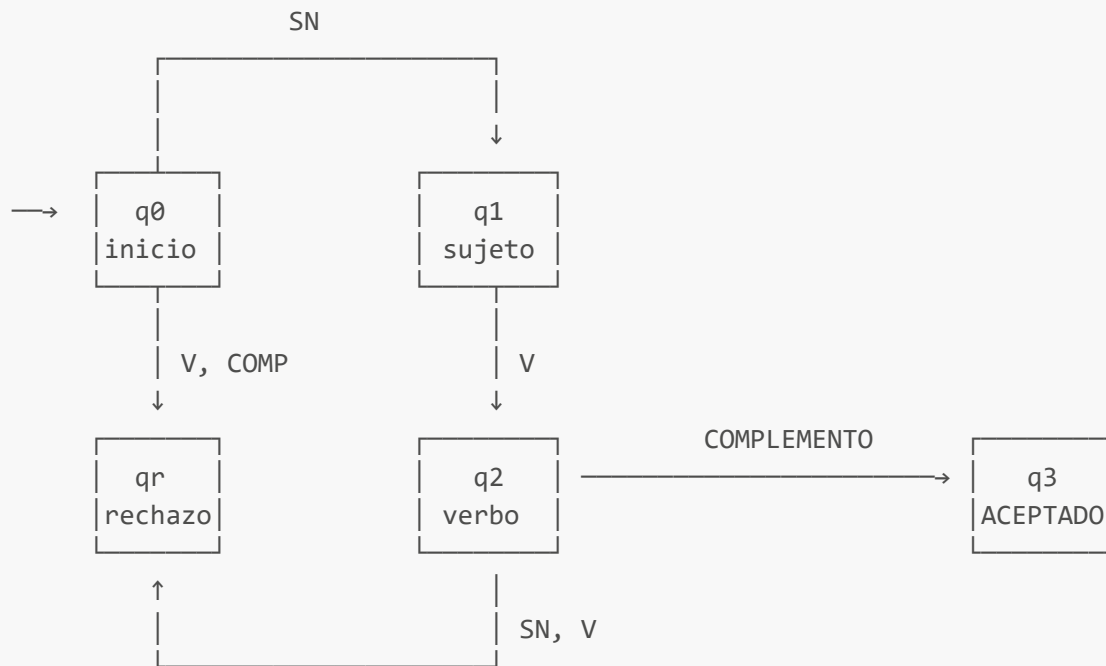 SN
q0
inicio
q1
sujeto
V, COMP
V
qr
rechazo
q2
verbo
COMPLEMENTO
q3
ACEPTADO
SN, V